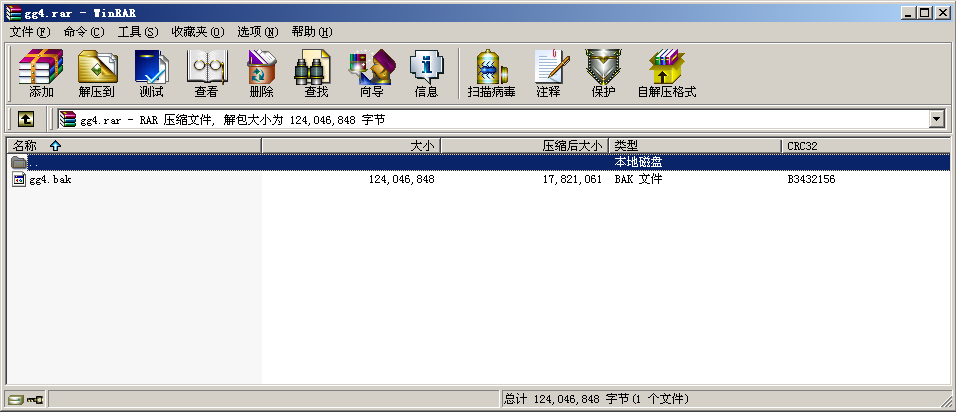 gg4.rar - WinRAR
文件(F) 命令(C) 工具(S) 收藏夹(O) 选项(N) 帮助(H)
添加 解压到 测试 查看 删除 查找 向导 信息 扫描病毒 注释 保护 自解压格式
gg4.rar - RAR 压缩文件, 解包大小为 124,046,848 字节
名称 大小 压缩后大小 类型 CRC32
.. 本地磁盘
gg4.bak 124,046,848 17,821,061 BAK 文件 B3432156
总计 124,046,848 字节(1 个文件)